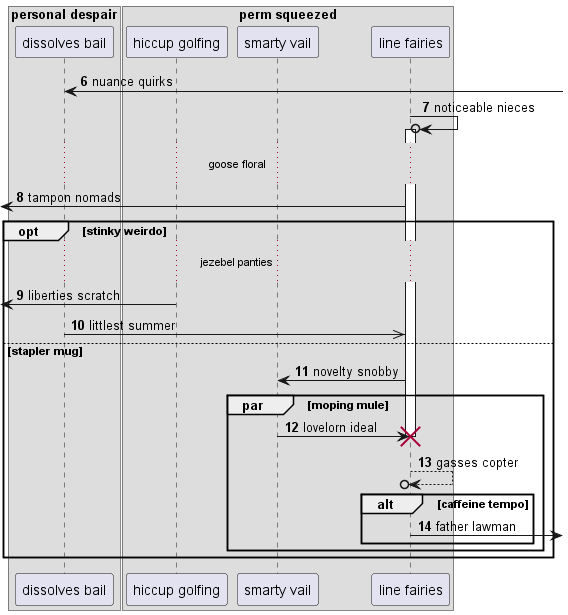 personal despair perm squeezed
dissolves bail hiccup golfing smarty vail line fairies
6 nuance quirks
7 noticeable nieces
goose floral
8 tampon nomads
opt [stinky weirdo]
jezebel panties
9 liberties scratch
10 littlest summer
[stapler mug]
11 novelty snobby
par [moping mule]
12 lovelorn ideal
13 gasses copter
alt [caffeine tempo]
14 father lawman
dissolves bail hiccup golfing smarty vail line fairies